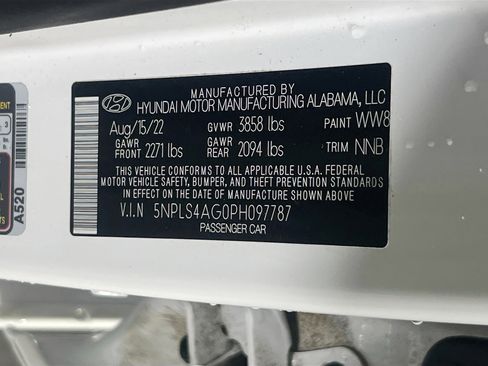 MANUFACTURED BY
HYUNDAI MOTOR MANUFACTURING ALABAMA, LLC
Aug/15/22 GVWR 3858 lbs PAINT WW8
GAWR FRONT 2271 lbs GAWR REAR 2094 lbs TRIM NNB
THIS VEHICLE CONFORMS TO ALL APPLICABLE U.S.A. FEDERAL
MOTOR VEHICLE SAFETY, BUMPER, AND THEFT PREVENTION STANDARDS
IN EFFECT ON THE DATE OF MANUFACTURE SHOWN ABOVE.
V.I.N 5NPLS4AG0PH097787
PASSENGER CAR
A520